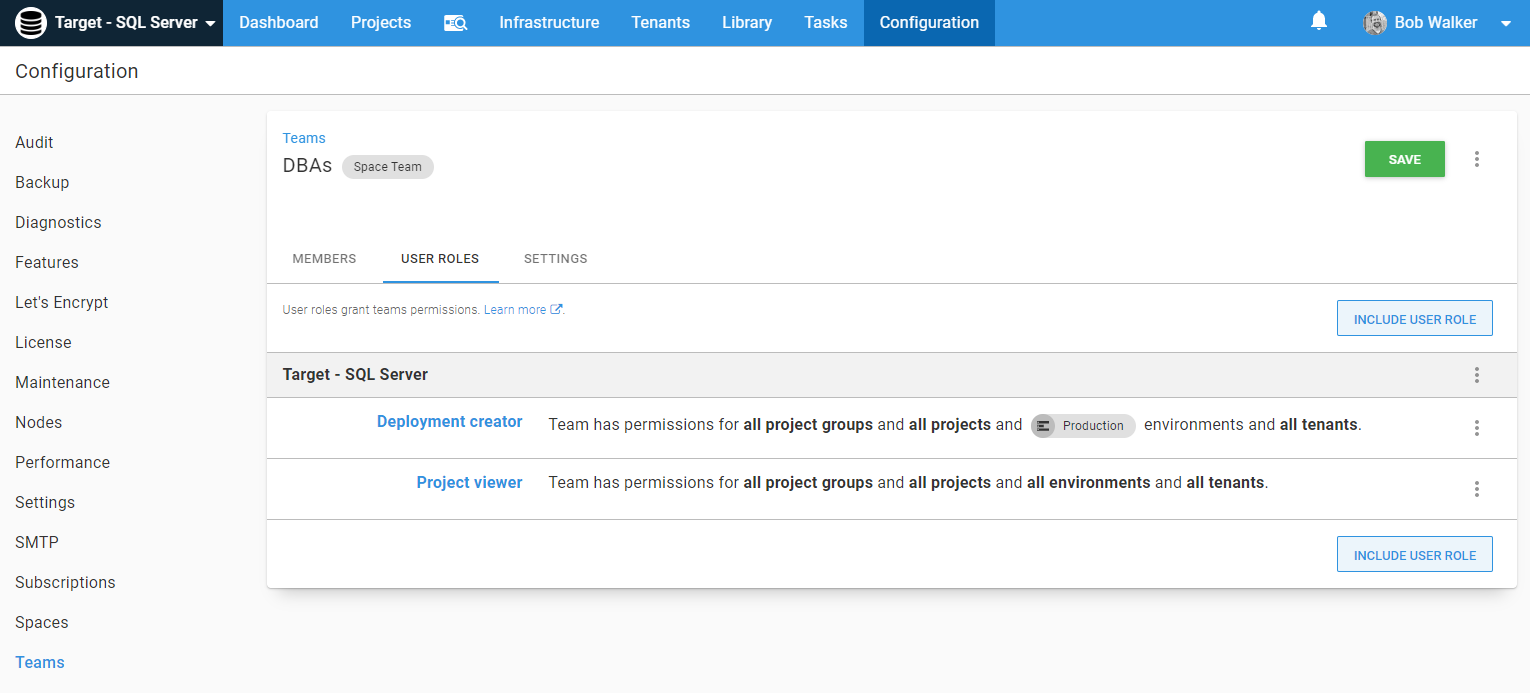 Target - SQL Server Dashboard Projects Infrastructure Tenants Library Tasks Configuration Bob Walker
Configuration
Audit
Backup
Diagnostics
Features
Let's Encrypt
License
Maintenance
Nodes
Performance
Settings
SMTP
Subscriptions
Spaces
Teams
Teams
DBAs Space Team
SAVE
MEMBERS USER ROLES SETTINGS
User roles grant teams permissions. Learn more.
INCLUDE USER ROLE
Target - SQL Server
Deployment creator Team has permissions for all project groups and all projects and Production environments and all tenants.
Project viewer Team has permissions for all project groups and all projects and all environments and all tenants.
INCLUDE USER ROLE